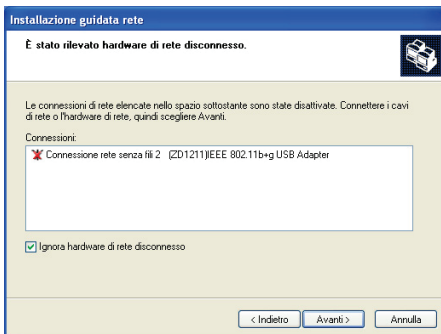 Installazione guidata rete
È stato rilevato hardware di rete disconnesso.
Le connessioni di rete elencate nello spazio sottostante sono state disattivate. Connettere i cavi
di rete o l'hardware di rete, quindi scegliere Avanti.
Connessioni:
Connessione rete senza fili 2 (ZD1211)IEEE 802.11b+g USB Adapter
Ignora hardware di rete disconnesso
< Indietro Avanti > Annulla